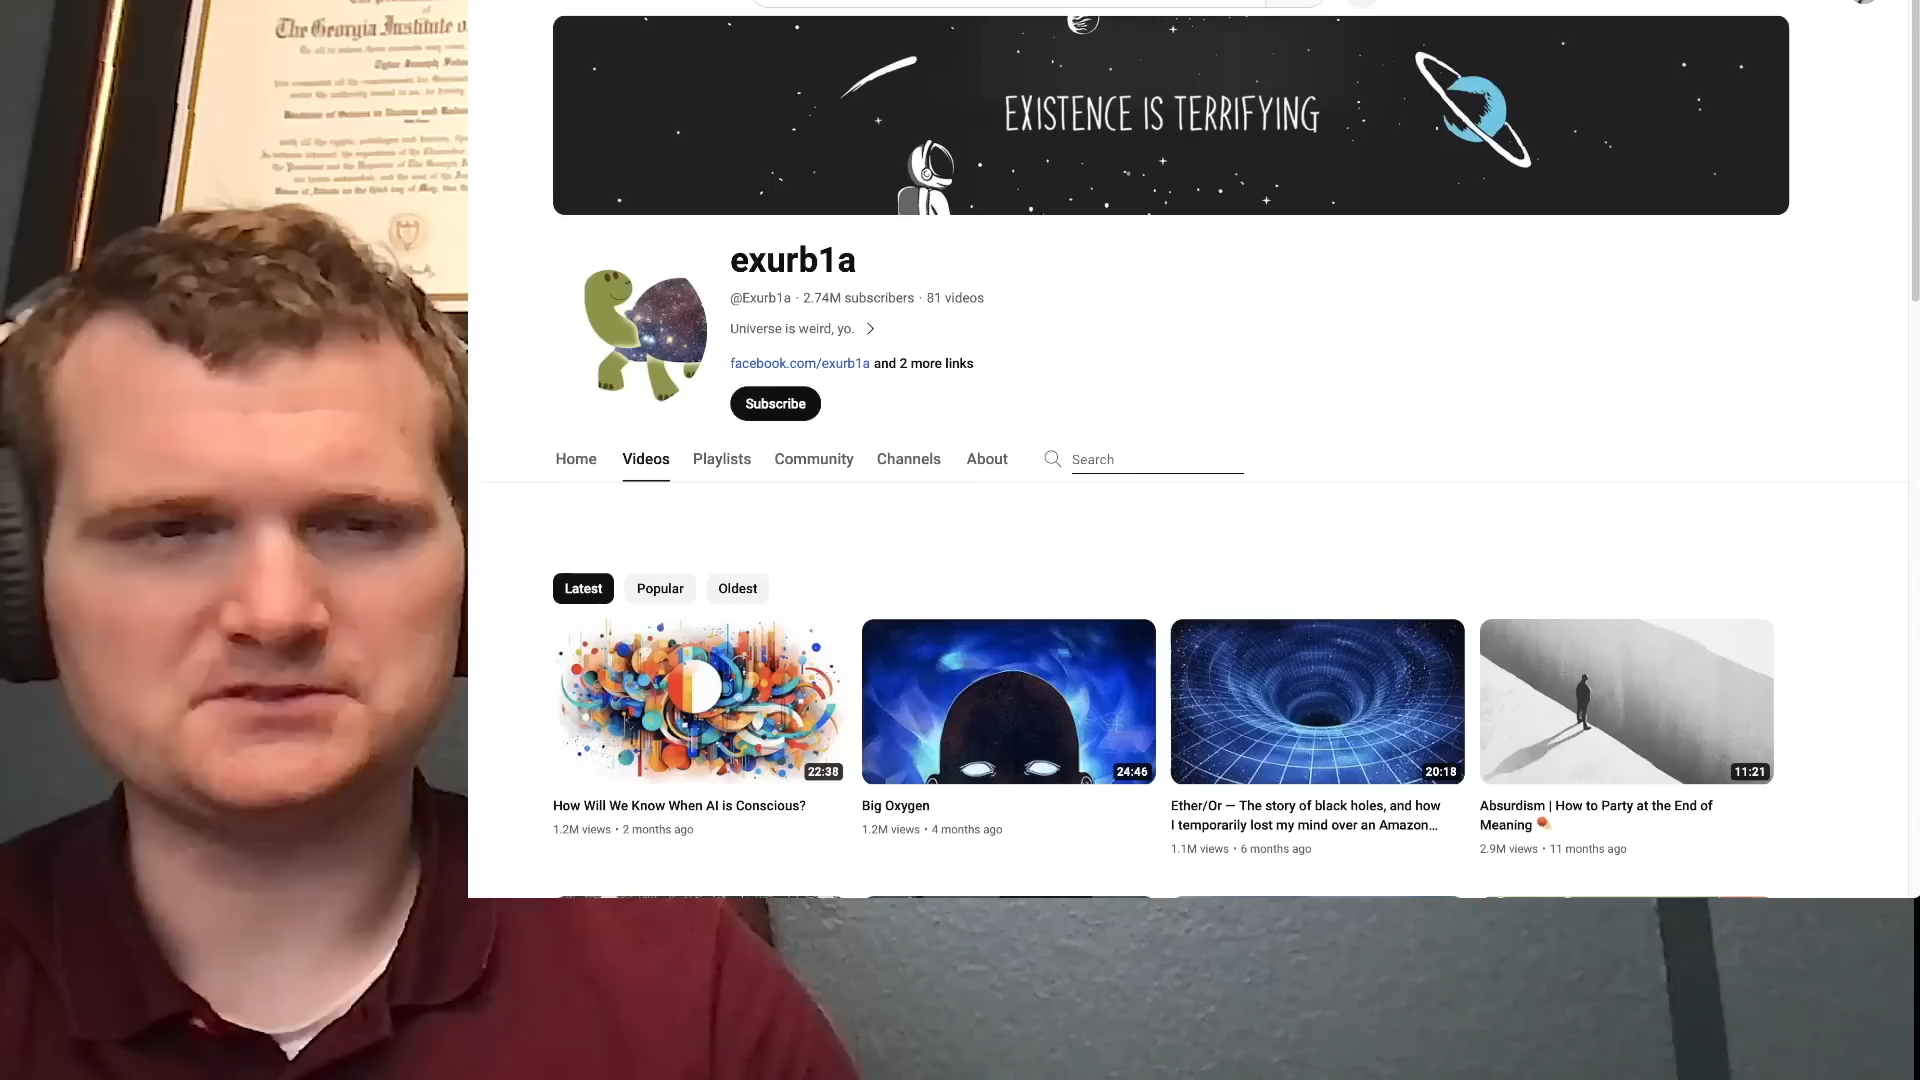 The Georgia Institute o
EXISTENCE IS TERRIFYING
exurb1a
@Exurb1a · 2.74M subscribers · 81 videos
Universe is weird, yo.
facebook.com/exurb1a and 2 more links
Subscribe
Home Videos Playlists Community Channels About Search
Latest Popular Oldest
22:38 24:46 20:18 11:21
How Will We Know When AI is Conscious?
1.2M views • 2 months ago
Big Oxygen
1.2M views • 4 months ago
Ether/Or — The story of black holes, and how
I temporarily lost my mind over an Amazon...
1.1M views • 6 months ago
Absurdism | How to Party at the End of
Meaning
2.9M views • 11 months ago